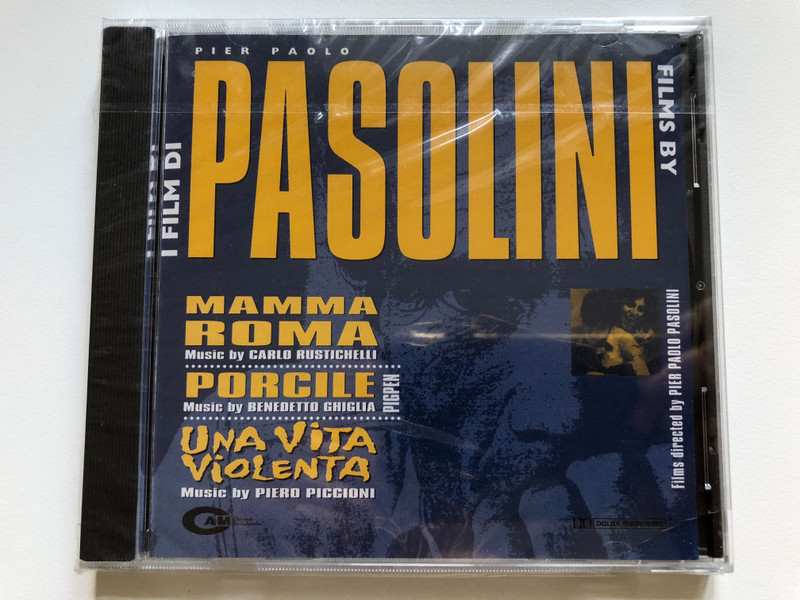 PIER PAOLO
PASOLINI
I FILM DI
FILMS BY
MAMMA
ROMA
Music by CARLO RUSTICHELLI
PORCILE
PIGPEN
Music by BENEDETTO GHIGLIA
UNA VITA
VIOLENTA
Music by PIERO PICCIONI
Films directed by PIER PAOLO PASOLINI
CAM
DOLBY SURROUND